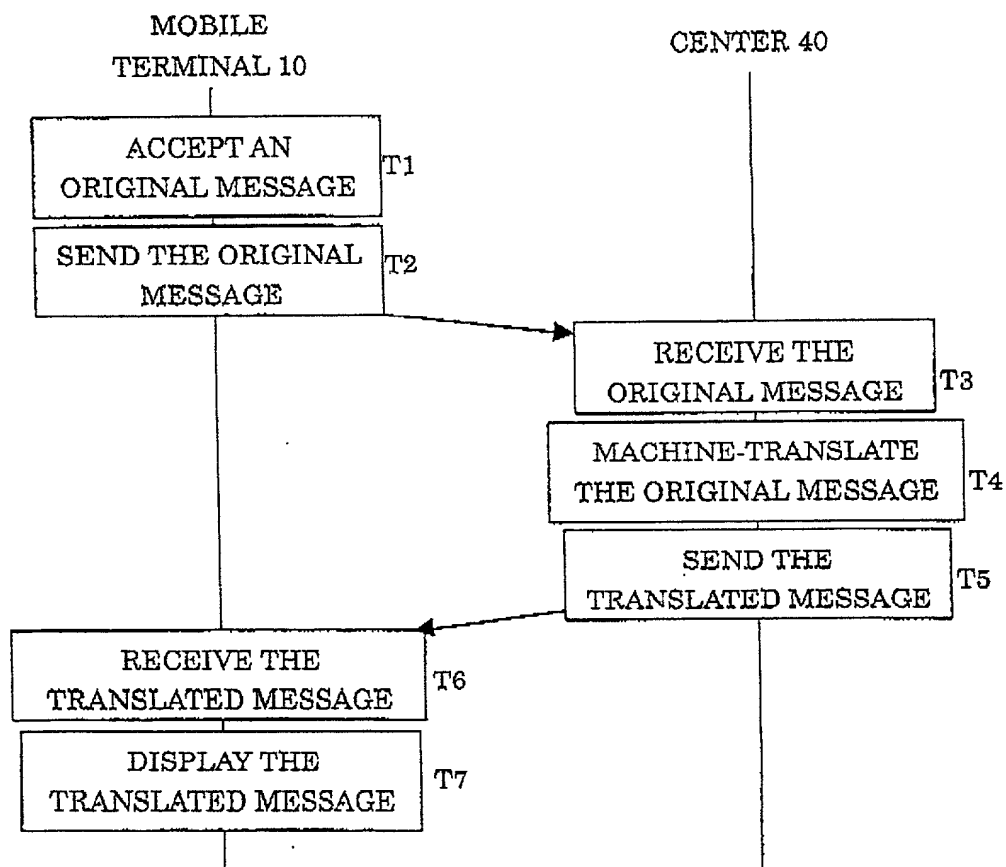 MOBILE
TERMINAL 10
CENTER 40
ACCEPT AN
ORIGINAL MESSAGE
T1
SEND THE ORIGINAL
MESSAGE
T2
RECEIVE THE
ORIGINAL MESSAGE
T3
MACHINE-TRANSLATE
THE ORIGINAL MESSAGE
T4
SEND THE
TRANSLATED MESSAGE
T5
RECEIVE THE
TRANSLATED MESSAGE
T6
DISPLAY THE
TRANSLATED MESSAGE
T7